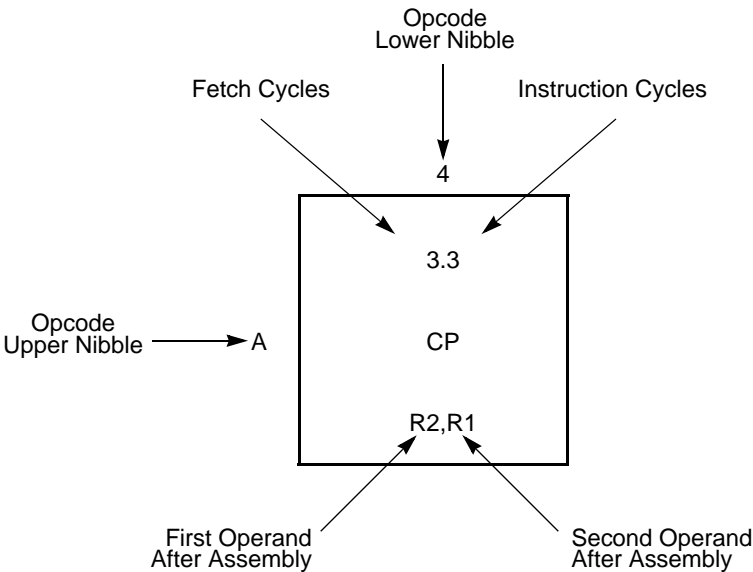 Opcode
Lower Nibble
Fetch Cycles
Instruction Cycles
4
3.3
Opcode
Upper Nibble
A
CP
R2,R1
First Operand
After Assembly
Second Operand
After Assembly